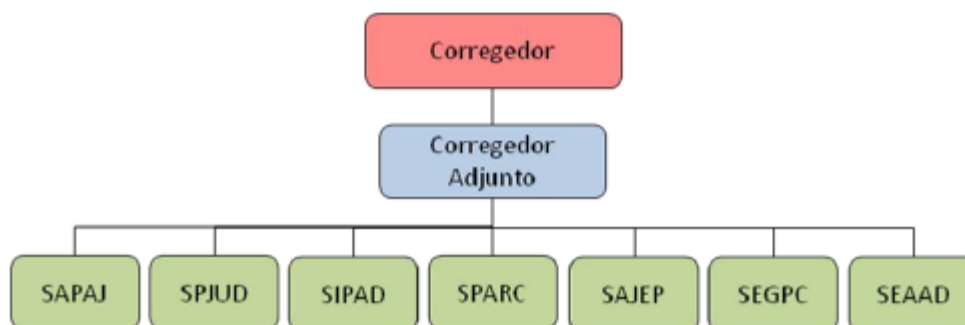 Corregedor
Corregedor
Adjunto
SAPAJ
SPJUD
SIPAD
SPARC
SAJEP
SEGPC
SEAAD